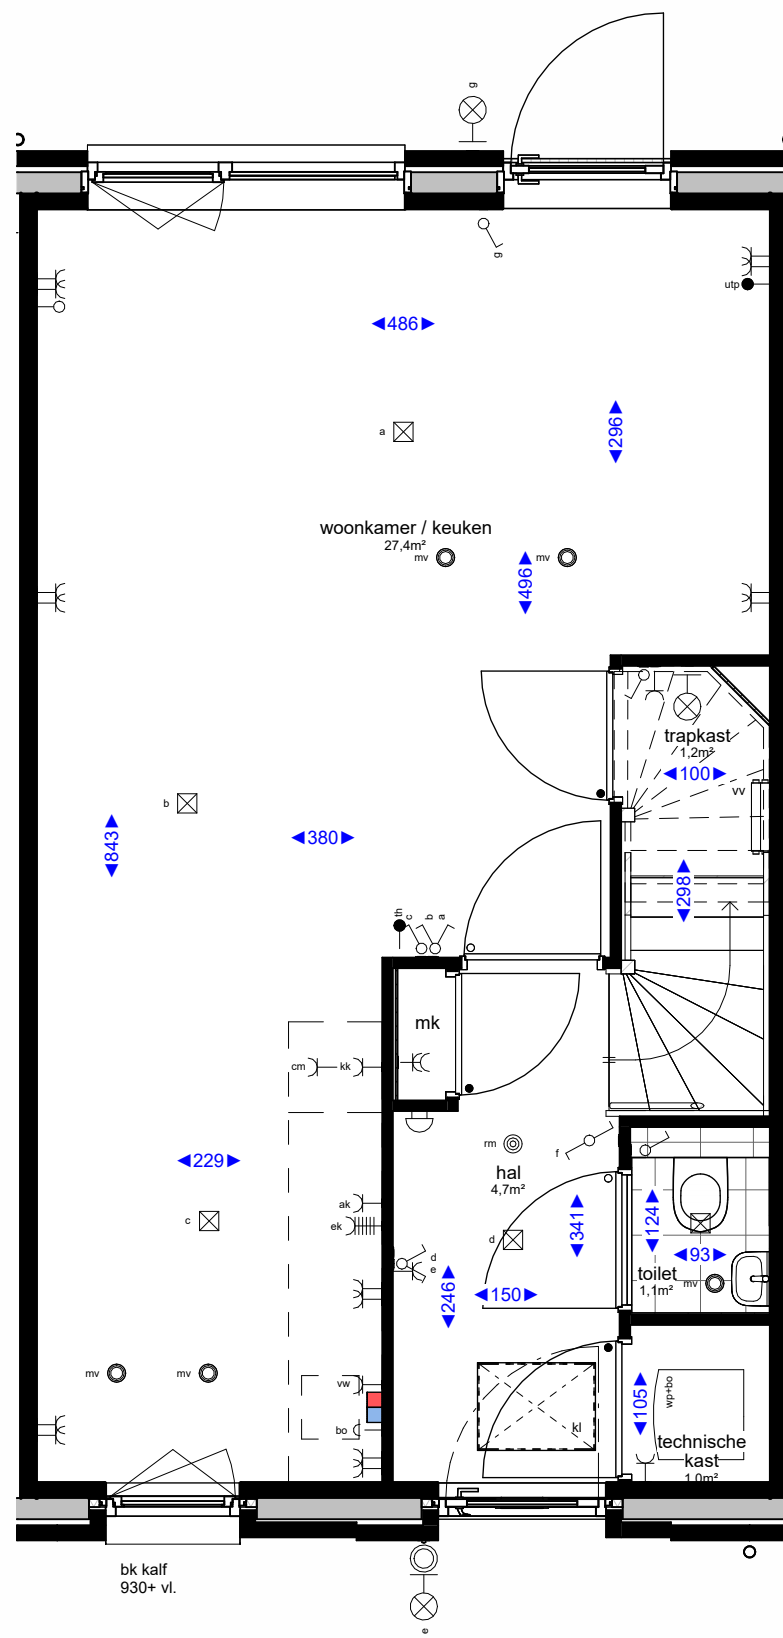 g
g
utp
486
a
296
woonkamer / keuken
27,4m²
mv
mv
496
trapkast
1,2m²
100
vv
b
380
843
298
th
c
b
a
mk
cm
kk
rm
f
hal
4,7m²
229
ak
ek
c
d
341
124
93
toilet
1,1m²
mv
d
e
246
150
mv
mv
vw
bo
kl
105
wp+bo
technische
kast
1,0m²
bk kalf
930+ vl.
e